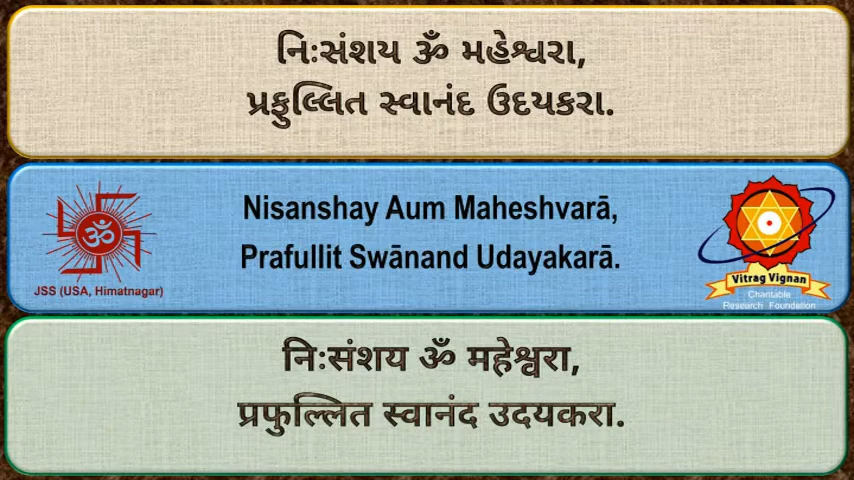 નિઃસંશય ૐ મહેશ્વરા,
પ્રફુલ્લિત સ્વાનંદ ઉદયકરા.
Nisanshay Aum Maheshvarā,
Prafullit Swānand Udayakarā.
ॐ
JSS (USA, Himatnagar)
Vitrag Vignan
Charitable
Research Foundation
निःसंशय ॐ महेश्वरा,
प्रफुल्लित स्वानंद उदयकरा.